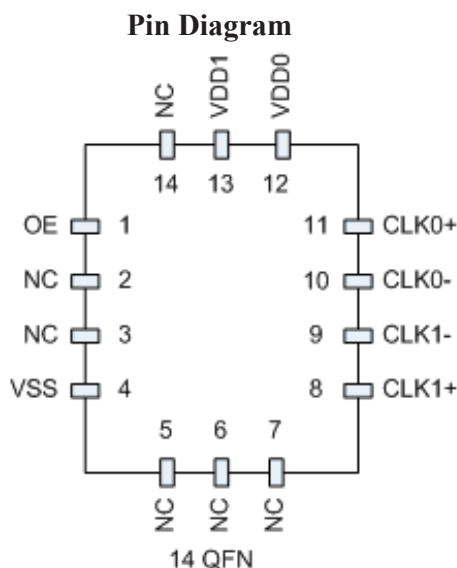 Pin Diagram
NC VDD1 VDD0
14 13 12
OE 1 11 CLK0+
NC 2 10 CLK0-
NC 3 9 CLK1-
VSS 4 8 CLK1+
5 6 7
NC NC NC
14 QFN